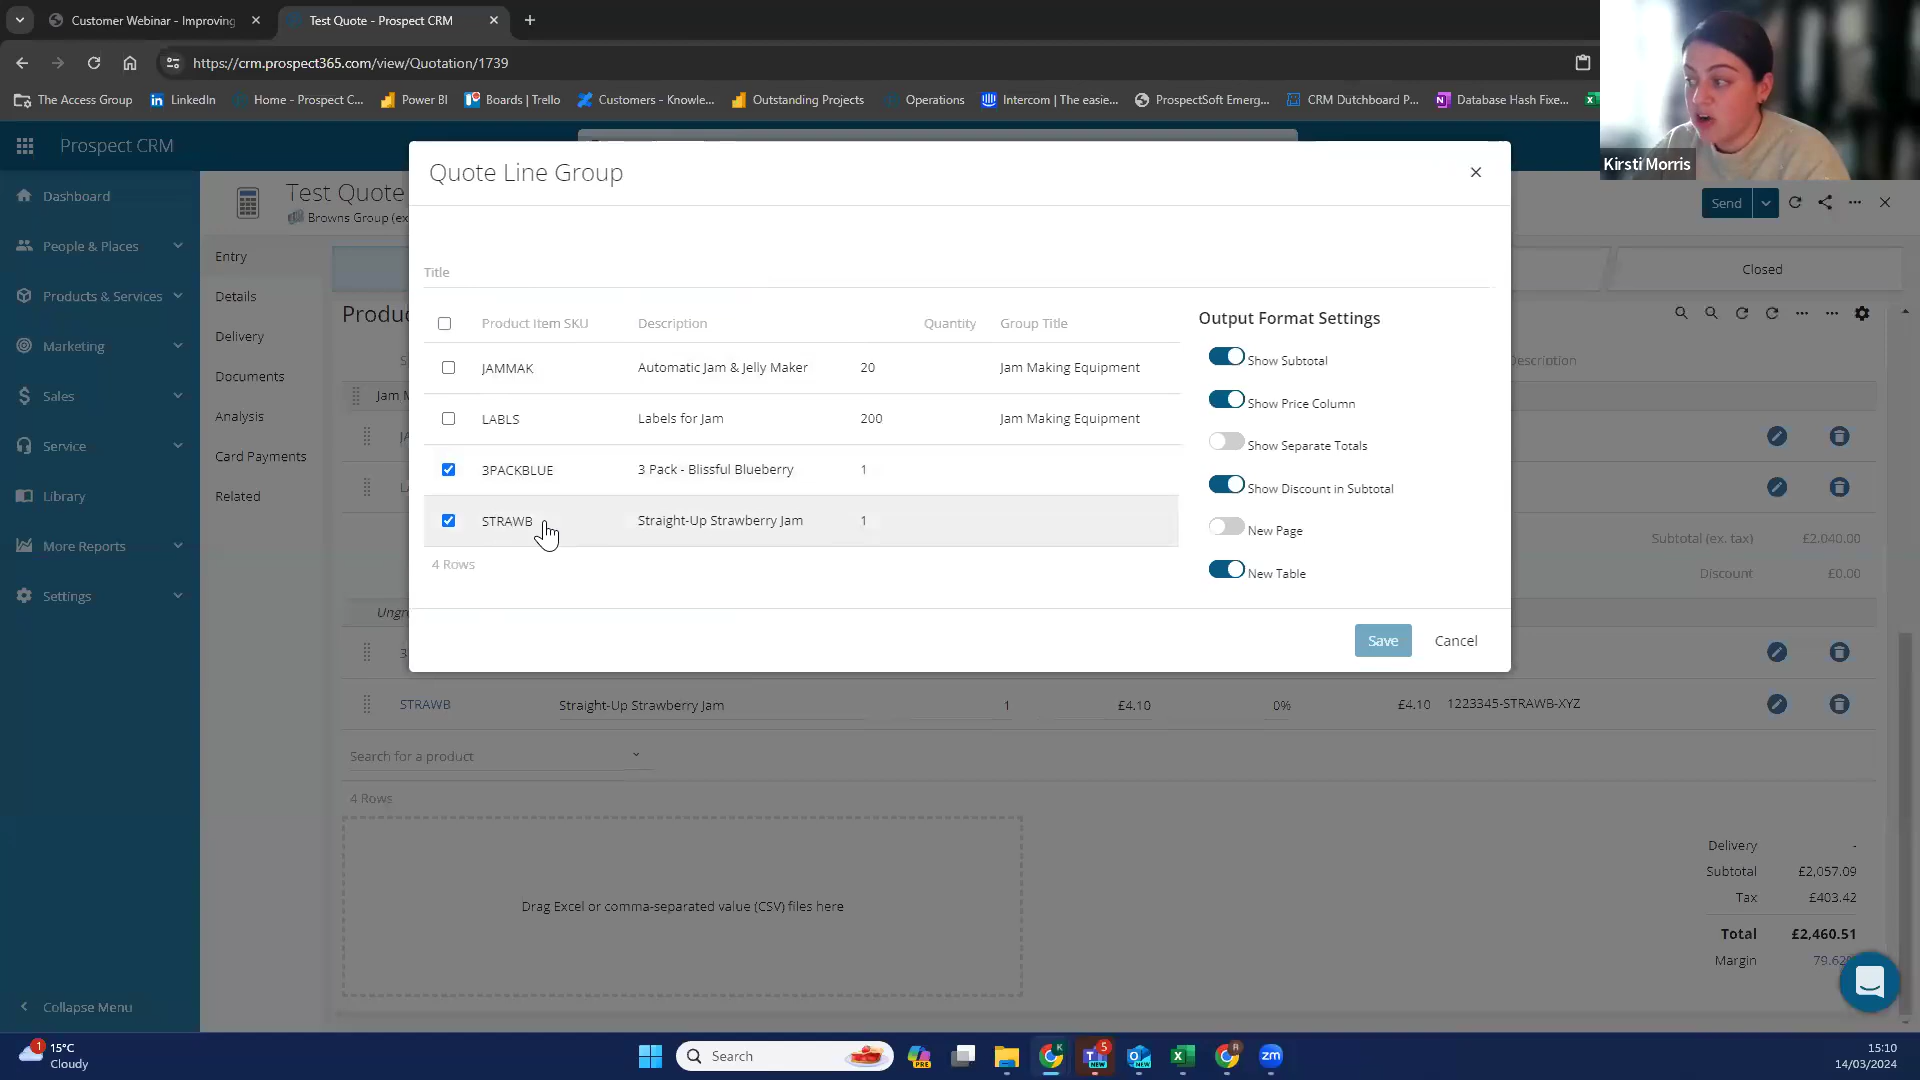 Customer Webinar - Improving
Test Quote - Prospect CRM
https://crm.prospect365.com/view/Quotation/1739
The Access Group
LinkedIn
Home - Prospect C...
Power BI
Boards | Trello
Customers - Knowle...
Outstanding Projects
Operations
Intercom | The easie...
ProspectSoft Emerg...
CRM Dutchboard P...
Database Hash Fixe...
Kirsti Morris
Prospect CRM
Dashboard
People & Places
Products & Services
Marketing
Sales
Service
Library
More Reports
Settings
Collapse Menu
Test Quote
Browns Group (ex
Send
Entry
Details
Delivery
Documents
Analysis
Card Payments
Related
Closed
Produc
Description
Jam M
Quote Line Group
Title
Product Item SKU Description Quantity Group Title
JAMMAK Automatic Jam & Jelly Maker 20 Jam Making Equipment
LABLS Labels for Jam 200 Jam Making Equipment
3PACKBLUE 3 Pack - Blissful Blueberry 1
STRAWB Straight-Up Strawberry Jam 1
4 Rows
Output Format Settings
Show Subtotal
Show Price Column
Show Separate Totals
Show Discount in Subtotal
New Page
New Table
Save Cancel
Subtotal (ex. tax) £2,040.00
Discount £0.00
Ungr
STRAWB Straight-Up Strawberry Jam 1 £4.10 0% £4.10 1223345-STRAWB-XYZ
Search for a product
4 Rows
Drag Excel or comma-separated value (CSV) files here
Delivery -
Subtotal £2,057.09
Tax £403.42
Total £2,460.51
Margin
1
15°C
Cloudy
Search
PRE
5
NEW
NEW
zm
15:10
14/03/2024